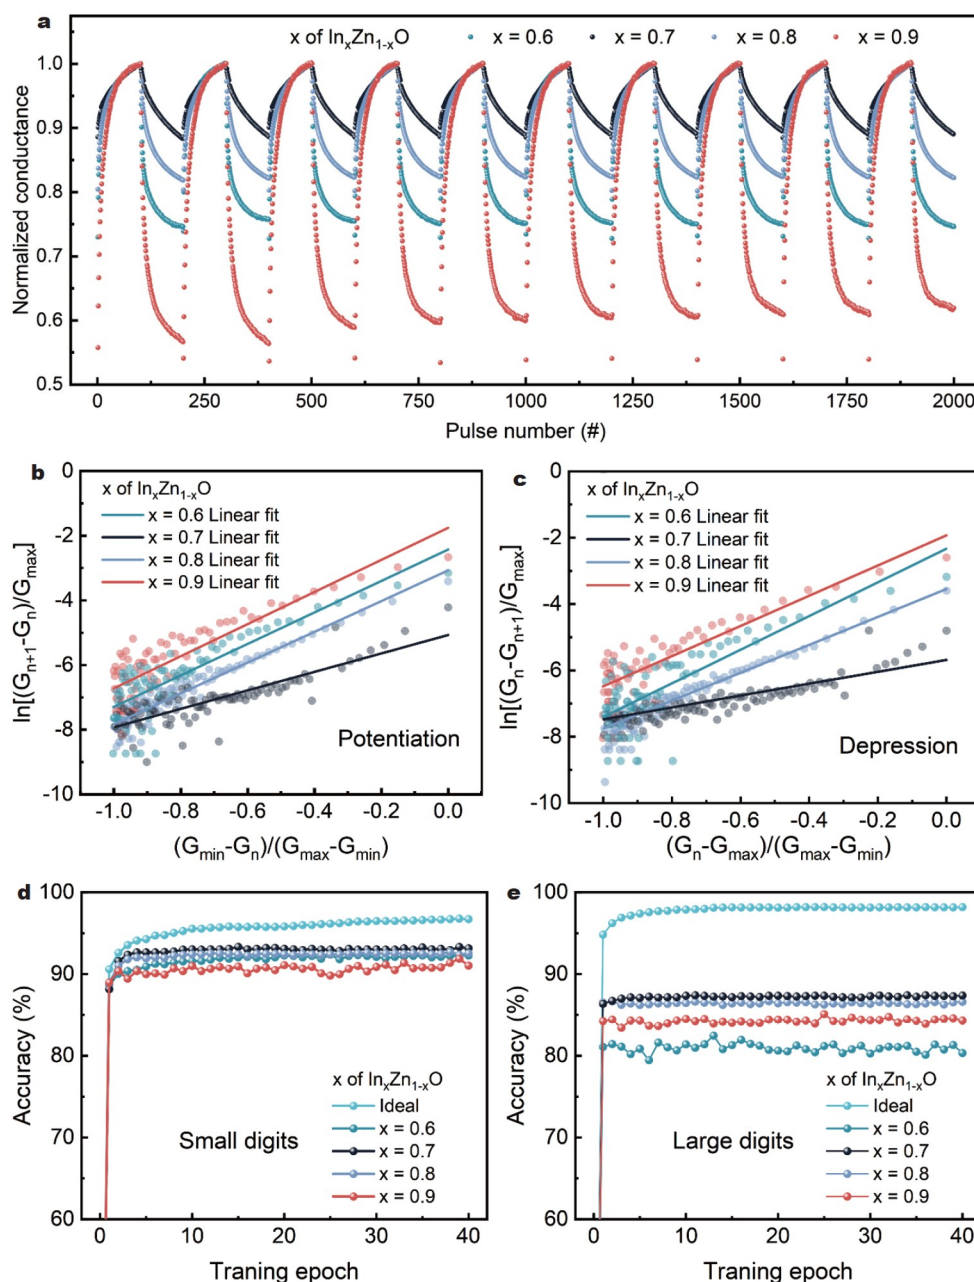 a
x of InₓZn₁₋ₓO x = 0.6 x = 0.7 x = 0.8 x = 0.9
Normalized conductance
1.0
0.9
0.8
0.7
0.6
0.5
0 250 500 750 1000 1250 1500 1750 2000
Pulse number (#)
b
x of InₓZn₁₋ₓO
x = 0.6 Linear fit
x = 0.7 Linear fit
x = 0.8 Linear fit
x = 0.9 Linear fit
ln[(Gₙ₊₁-Gₙ)/Gmax]
0
-2
-4
-6
-8
-10
Potentiation
-1.0 -0.8 -0.6 -0.4 -0.2 0.0
(Gmin-Gₙ)/(Gmax-Gmin)
c
x of InₓZn₁₋ₓO
x = 0.6 Linear fit
x = 0.7 Linear fit
x = 0.8 Linear fit
x = 0.9 Linear fit
ln[(Gₙ-Gₙ₊₁)/Gmax]
0
-2
-4
-6
-8
-10
Depression
-1.0 -0.8 -0.6 -0.4 -0.2 0.0
(Gₙ-Gmax)/(Gmax-Gmin)
d
Accuracy (%)
100
90
80
70
60
x of InₓZn₁₋ₓO
Ideal
x = 0.6
x = 0.7
x = 0.8
x = 0.9
Small digits
0 10 20 30 40
Traning epoch
e
Accuracy (%)
100
90
80
70
60
x of InₓZn₁₋ₓO
Ideal
x = 0.6
x = 0.7
x = 0.8
x = 0.9
Large digits
0 10 20 30 40
Traning epoch